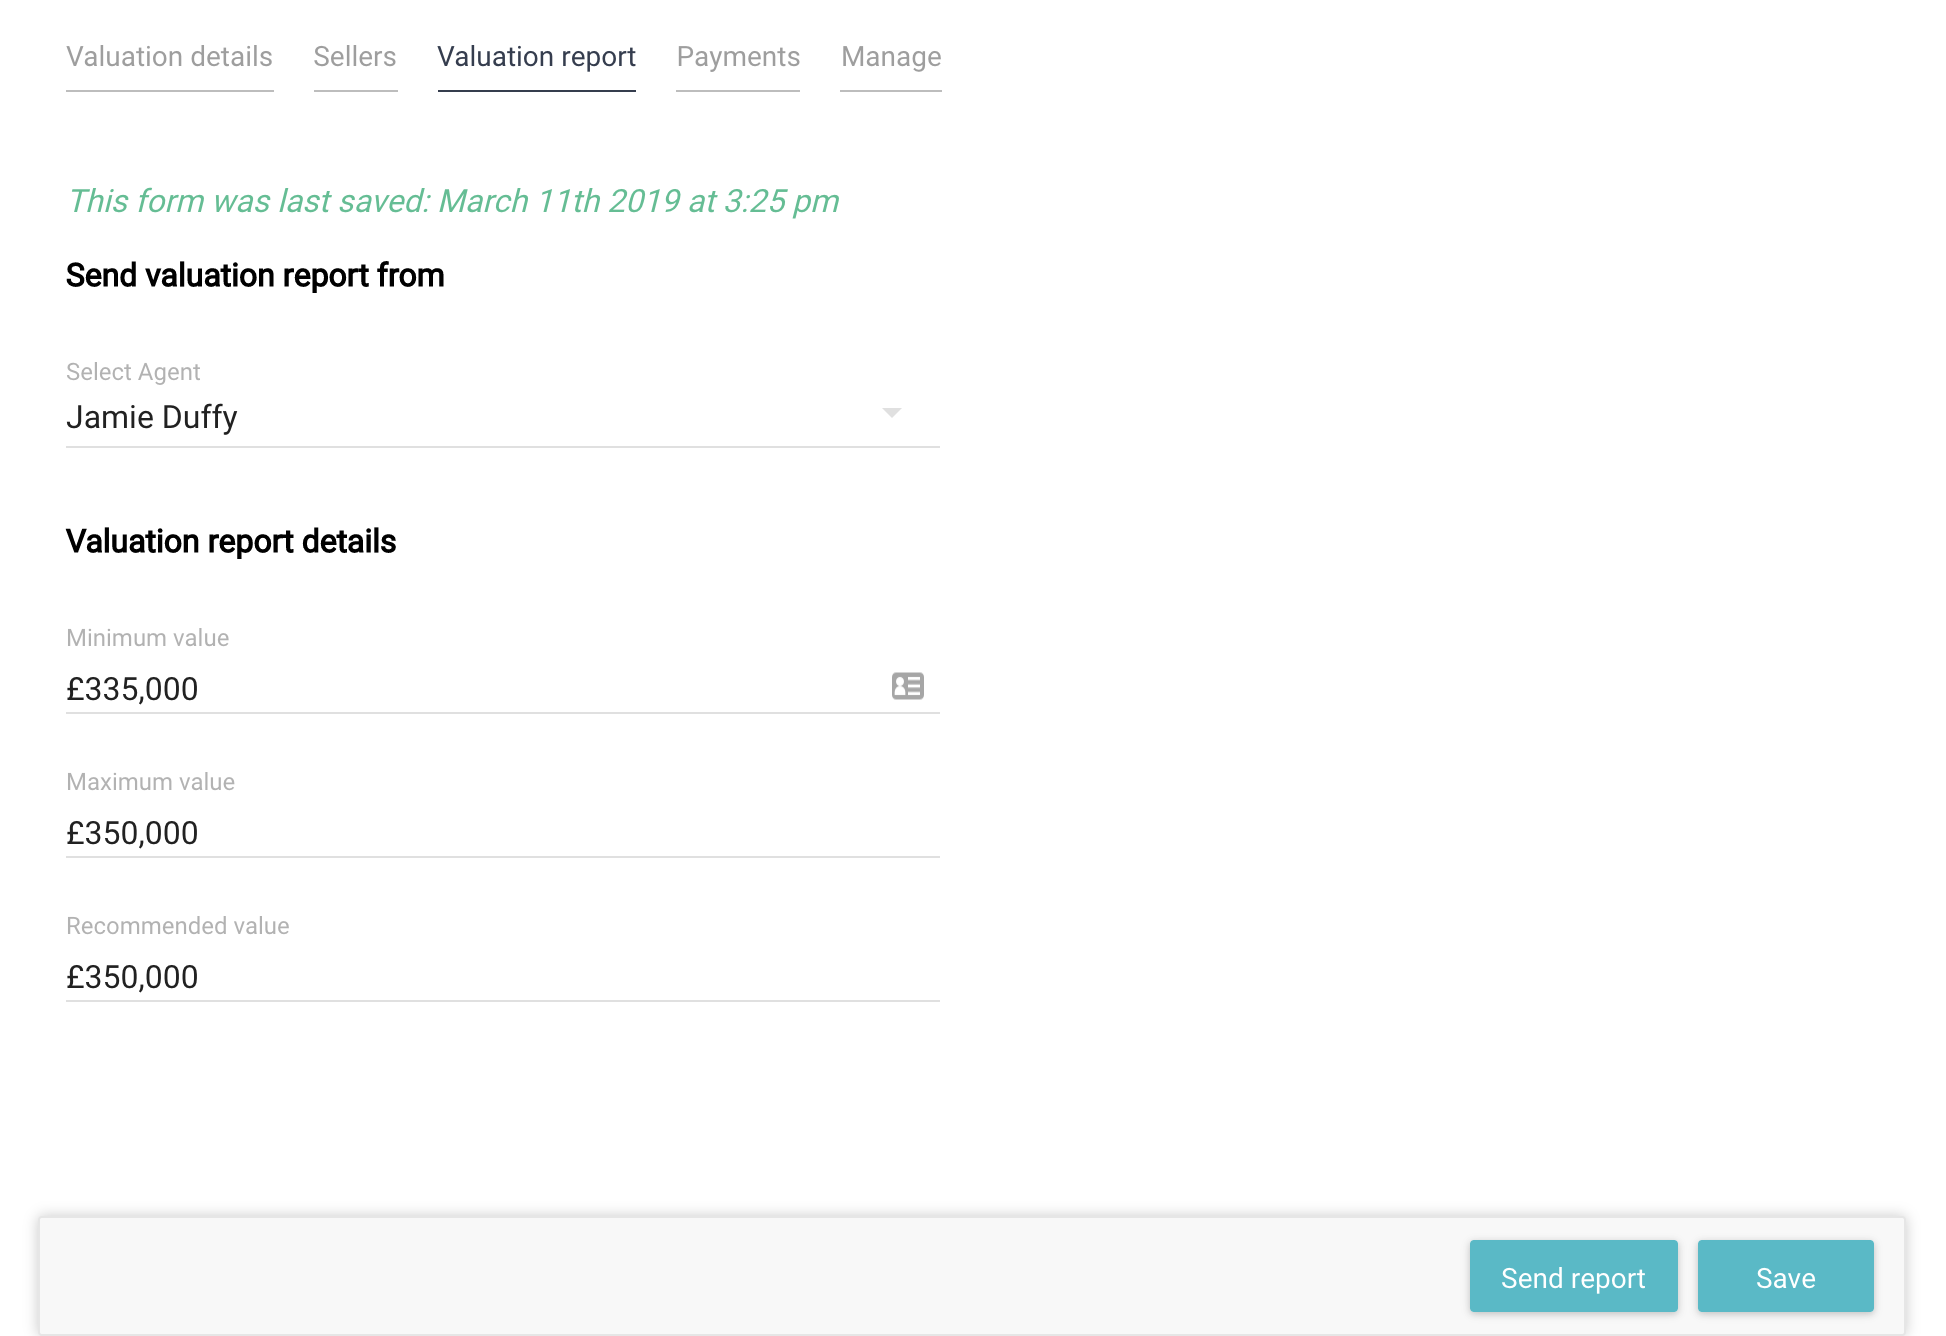 Valuation details Sellers Valuation report Payments Manage
This form was last saved: March 11th 2019 at 3:25 pm
Send valuation report from
Select Agent
Jamie Duffy
Valuation report details
Minimum value
£335,000
Maximum value
£350,000
Recommended value
£350,000
Send report Save